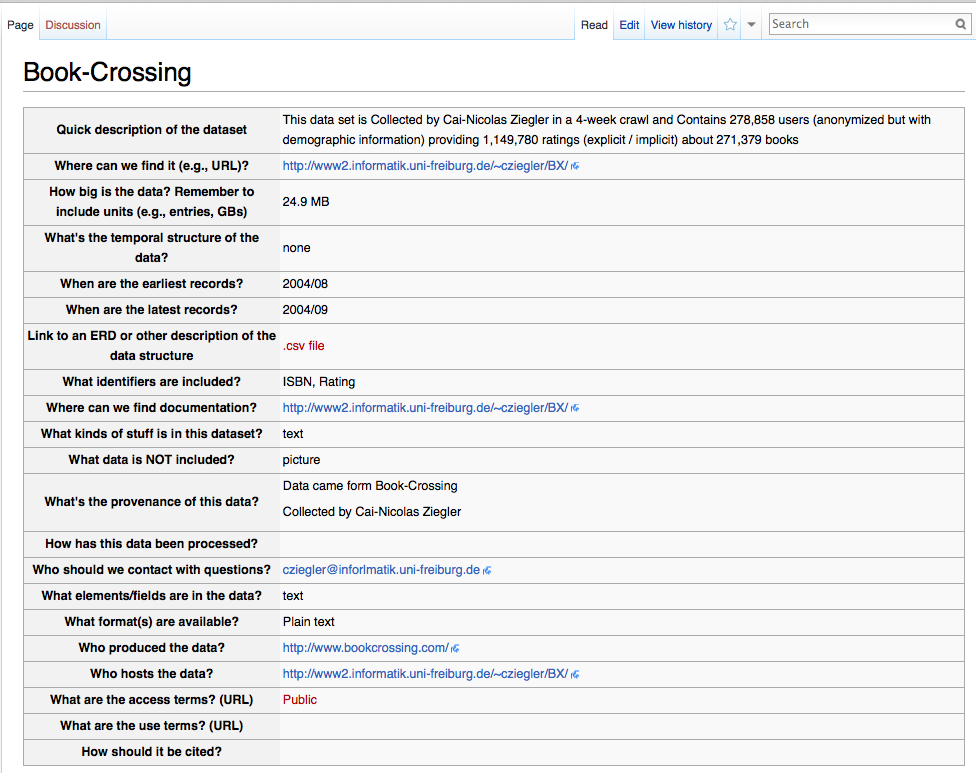 Page
Discussion
Read
Edit
View history
Search
Book-Crossing
Quick description of the dataset
This data set is Collected by Cai-Nicolas Ziegler in a 4-week crawl and Contains 278,858 users (anonymized but with
demographic information) providing 1,149,780 ratings (explicit / implicit) about 271,379 books
Where can we find it (e.g., URL)?
http://www2.informatik.uni-freiburg.de/~cziegler/BX/
How big is the data? Remember to
include units (e.g., entries, GBs)
24.9 MB
What's the temporal structure of the
data?
none
When are the earliest records?
2004/08
When are the latest records?
2004/09
Link to an ERD or other description of the
data structure
.csv file
What identifiers are included?
ISBN, Rating
Where can we find documentation?
http://www2.informatik.uni-freiburg.de/~cziegler/BX/
What kinds of stuff is in this dataset?
text
What data is NOT included?
picture
What's the provenance of this data?
Data came form Book-Crossing
Collected by Cai-Nicolas Ziegler
How has this data been processed?
Who should we contact with questions?
cziegler@inforlmatik.uni-freiburg.de
What elements/fields are in the data?
text
What format(s) are available?
Plain text
Who produced the data?
http://www.bookcrossing.com/
Who hosts the data?
http://www2.informatik.uni-freiburg.de/~cziegler/BX/
What are the access terms? (URL)
Public
What are the use terms? (URL)
How should it be cited?